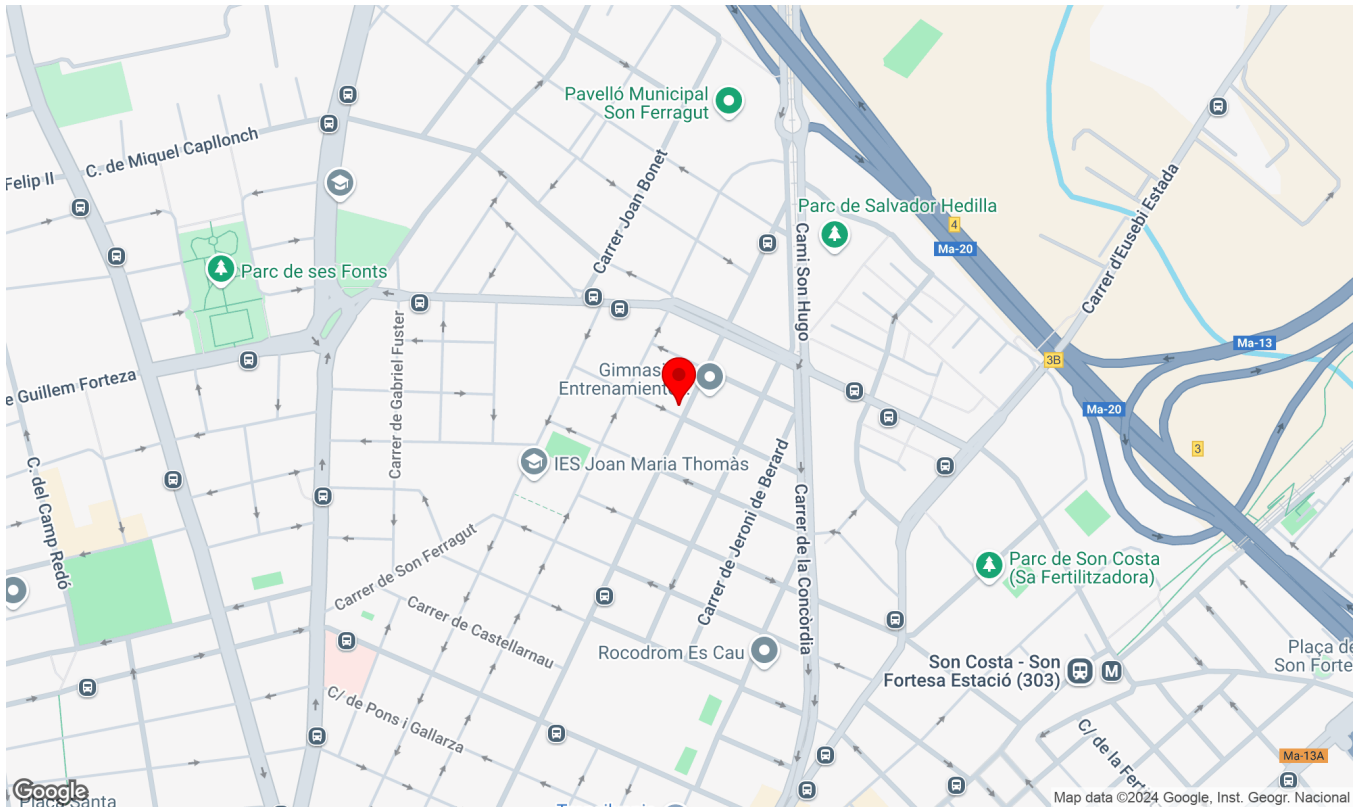 Pavelló Municipal
Son Ferragut
C. de Miquel Capllonch
Felip II
Carrer Joan Bonet
Parc de Salvador Hedilla
4
Ma-20
Carrer d'Eusebi Estada
Parc de ses Fonts
Camí Son Hugo
Carrer de Gabriel Fuster
Ma-13
3B
e Guillem Forteza
Gimnasi
Entrenamiento
Ma-20
3
IES Joan Maria Thomàs
C. del Camp Redó
Carrer de Jeroni de Berard
Carrer de la Concòrdia
Carrer de Son Ferragut
Parc de Son Costa
(Sa Fertilitzadora)
Carrer de Castellarnau
Rocodrom Es Cau
Son Costa - Son
Fortesa Estació (303)
M
Plaça de
Son Forte
C/ de Pons i Gallarza
C/ de la Fert
Ma-13A
Google
Plaça Santa
Map data ©2024 Google, Inst. Geogr. Nacional